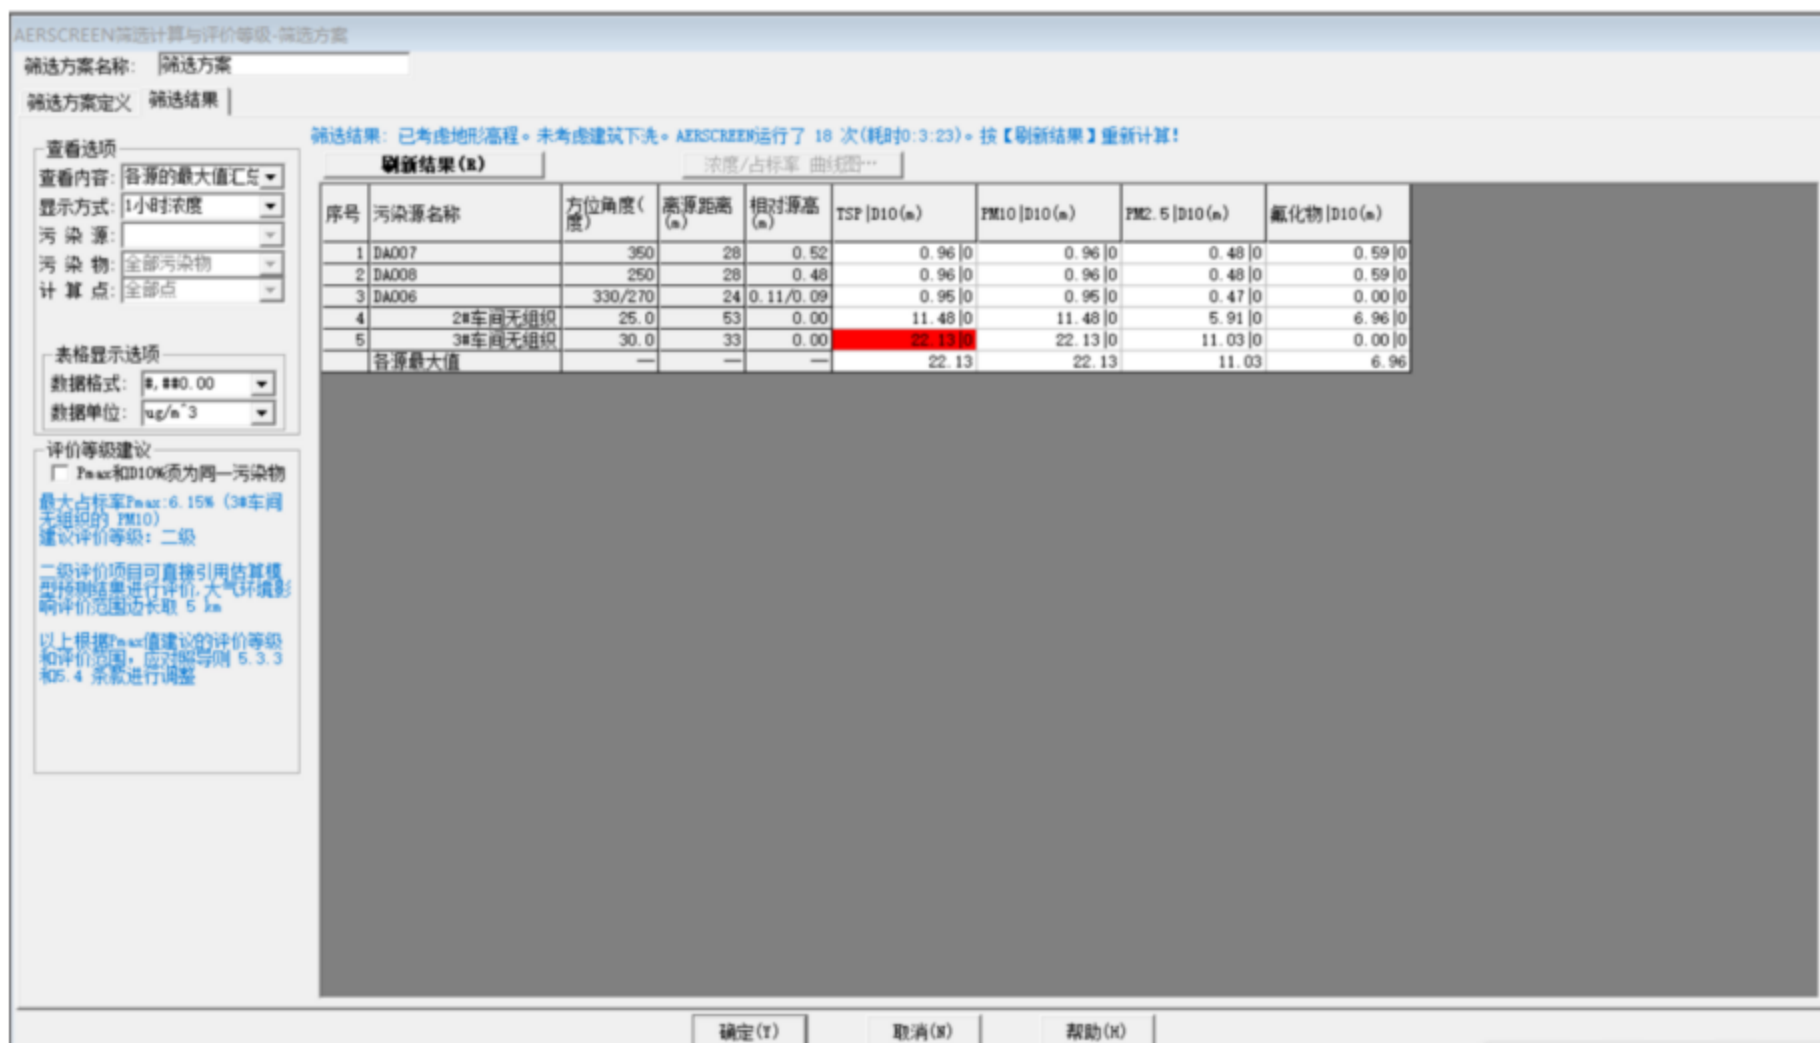 AERSCREEN筛选计算与评价等级-筛选方案
筛选方案名称: 筛选方案
筛选方案定义 筛选结果
筛选结果: 已考虑地形高程。未考虑建筑下洗。AERSCREEN运行了 18 次(耗时0:3:23)。按【刷新结果】重新计算!
刷新结果(R) 浓度/占标率 曲线图…
查看选项
查看内容: 各源的最大值汇总
显示方式: 1小时浓度
污 染 源:
污 染 物: 全部污染物
计 算 点: 全部点
表格显示选项
数据格式: #,##0.00
数据单位: ug/m^3
评价等级建议
Pmax和D10%须为同一污染物
最大占标率Pmax:6.15% (3#车间
无组织的 PM10)
建议评价等级: 二级
二级评价项目可直接引用估算模
型预测结果进行评价,大气环境影
响评价范围边长取 5 km
以上根据Pmax值建议的评价等级
和评价范围, 应对照导则 5.3.3
和5.4 条款进行调整
序号 污染源名称 方位角度(度) 离源距离(m) 相对源高(m) TSP|D10(m) PM10|D10(m) PM2.5|D10(m) 氟化物|D10(m)
1 DA007 350 28 0.52 0.96|0 0.96|0 0.48|0 0.59|0
2 DA008 250 28 0.48 0.96|0 0.96|0 0.48|0 0.59|0
3 DA006 330/270 24 0.11/0.09 0.95|0 0.95|0 0.47|0 0.00|0
4 2#车间无组织 25.0 53 0.00 11.48|0 11.48|0 5.91|0 6.96|0
5 3#车间无组织 30.0 33 0.00 22.13|0 22.13|0 11.03|0 0.00|0
各源最大值 — — — 22.13 22.13 11.03 6.96
确定(Y) 取消(N) 帮助(H)